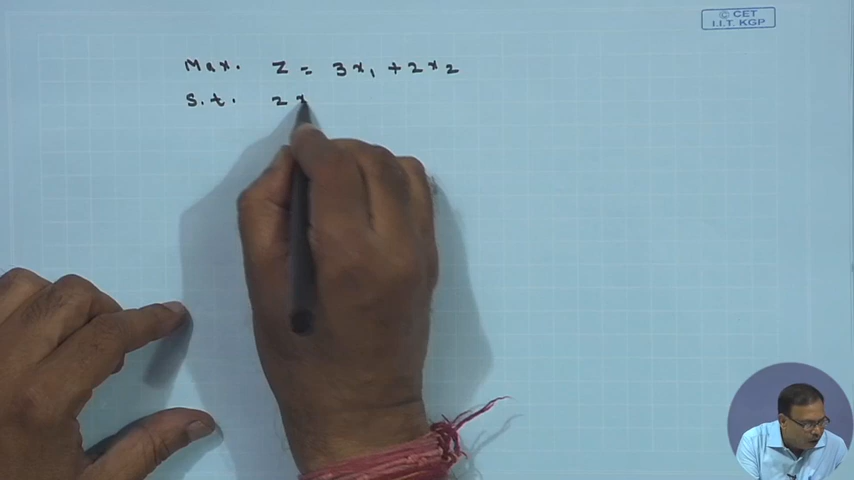 © CET
I.I.T. KGP
Max. Z = 3x₁ + 2x₂
S.t. 2x